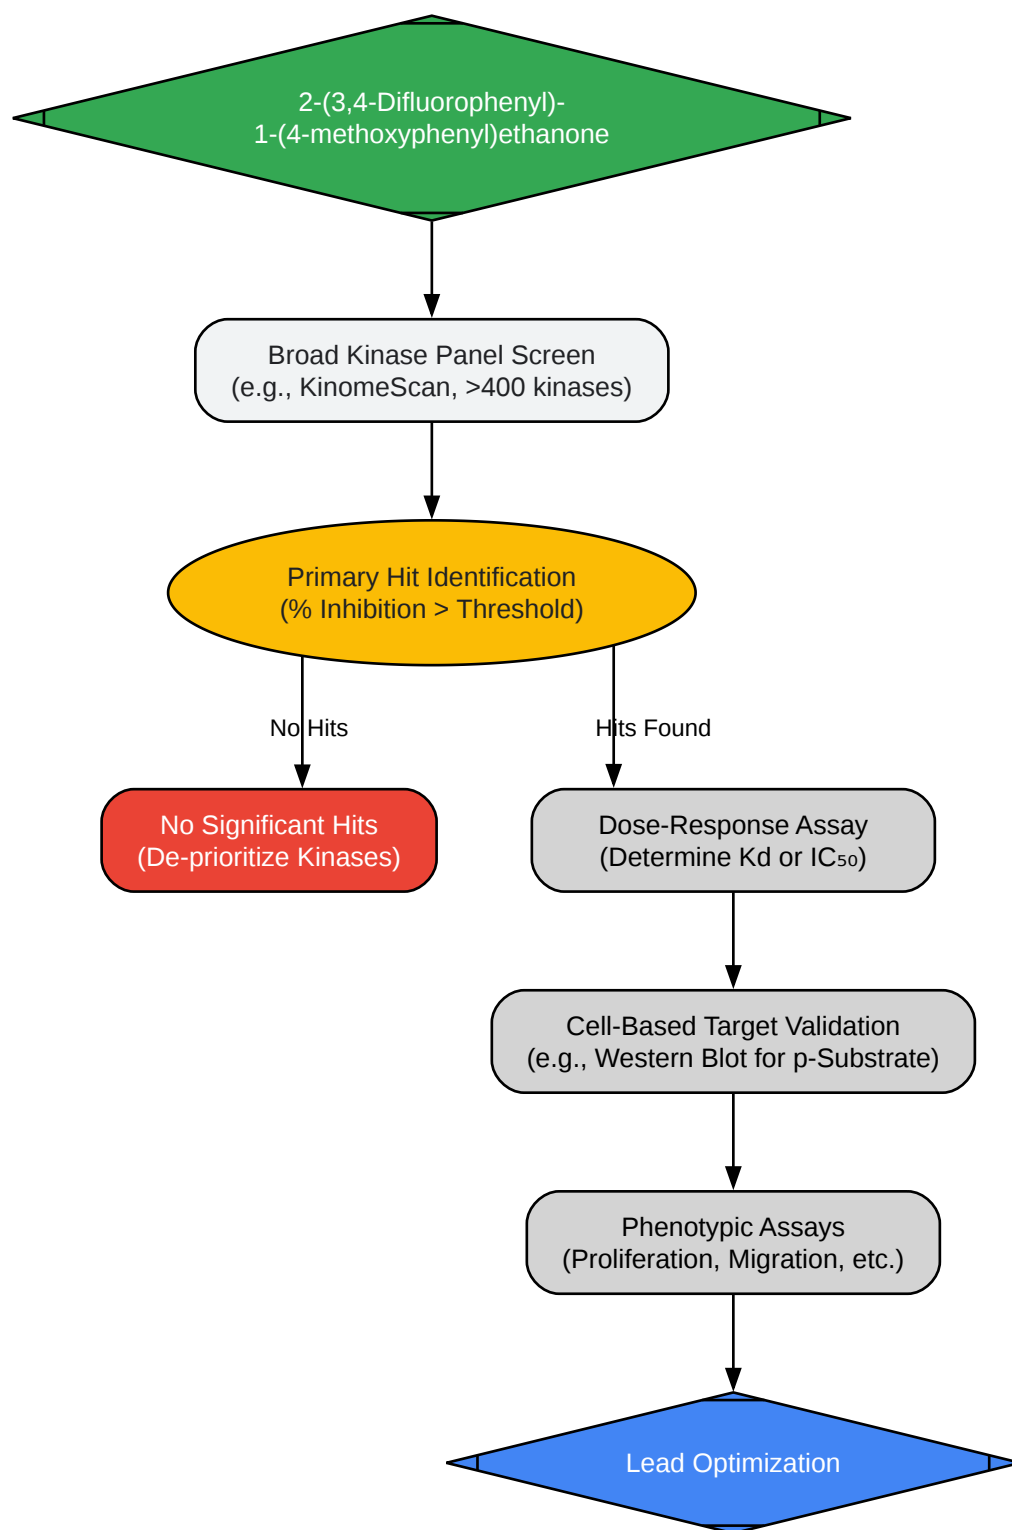 2-(3,4-Difluorophenyl)-
1-(4-methoxyphenyl)ethanone
Broad Kinase Panel Screen
(e.g., KinomeScan, >400 kinases)
Primary Hit Identification
(% Inhibition > Threshold)
No Hits
Hits Found
No Significant Hits
(De-prioritize Kinases)
Dose-Response Assay
(Determine Kd or IC₅₀)
Cell-Based Target Validation
(e.g., Western Blot for p-Substrate)
Phenotypic Assays
(Proliferation, Migration, etc.)
Lead Optimization